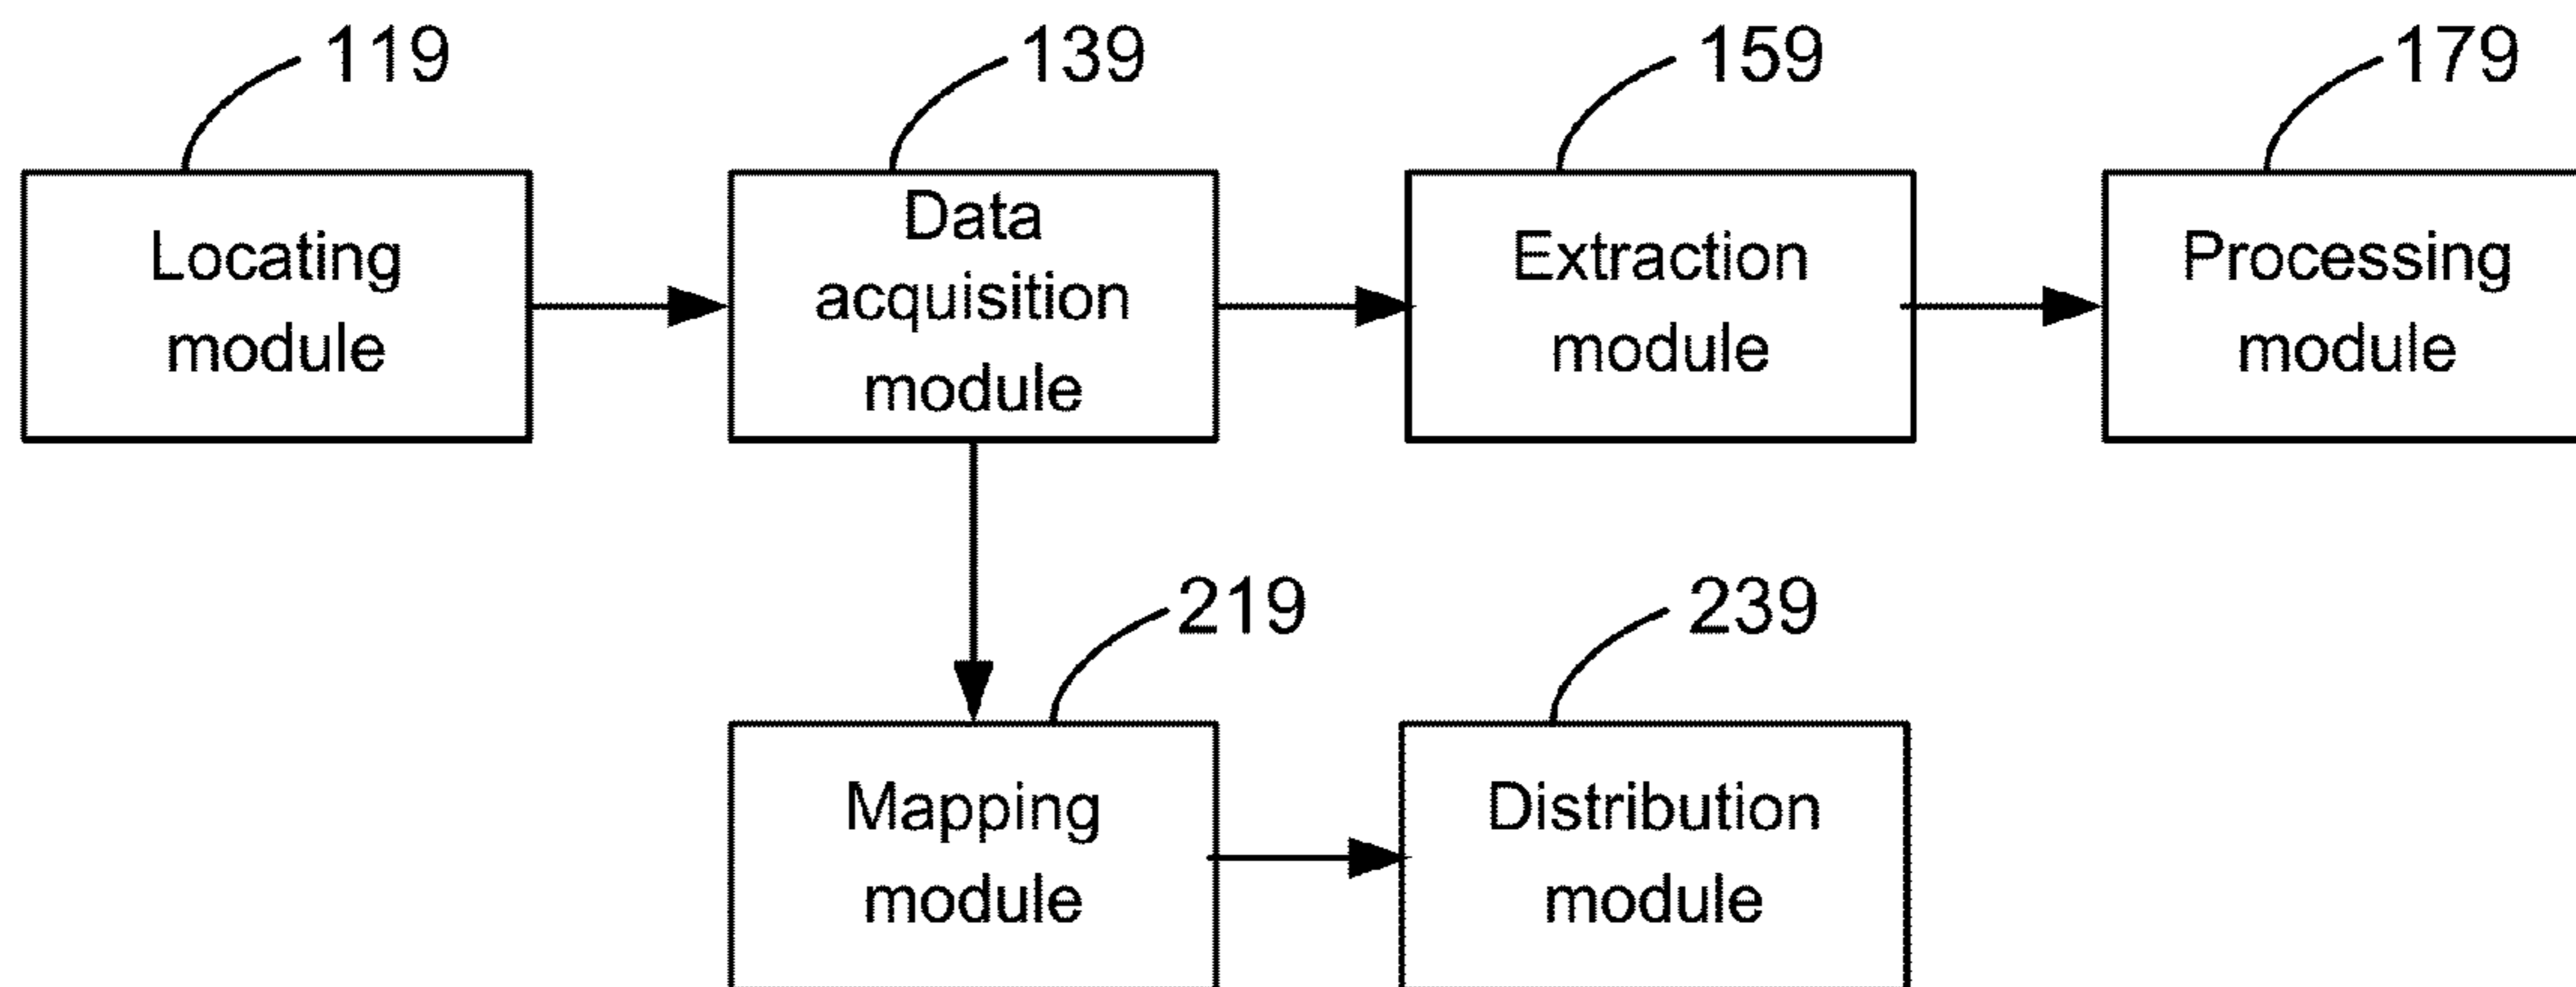 119
139
159
179
Locating
module
Data
acquisition
module
Extraction
module
Processing
module
219
239
Mapping
module
Distribution
module